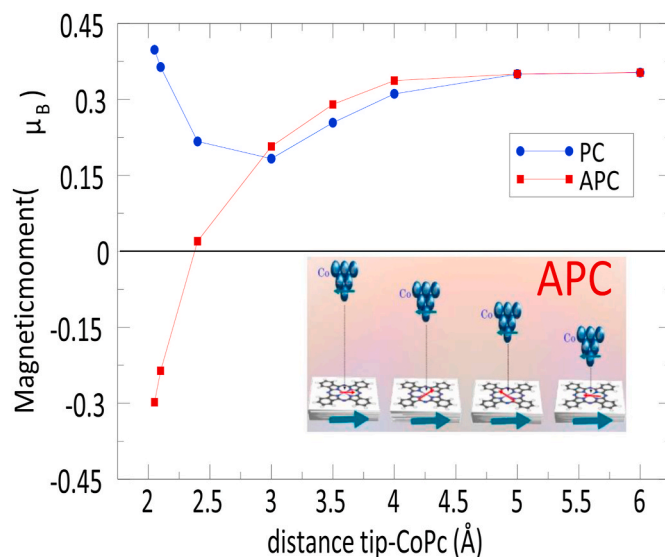 0.45
0.3
0.15
0
-0.15
-0.3
-0.45
Magneticmoment( μB)
PC
APC
APC
Co
Co
Co
Co
2 2.5 3 3.5 4 4.5 5 5.5 6
distance tip-CoPc (Å)